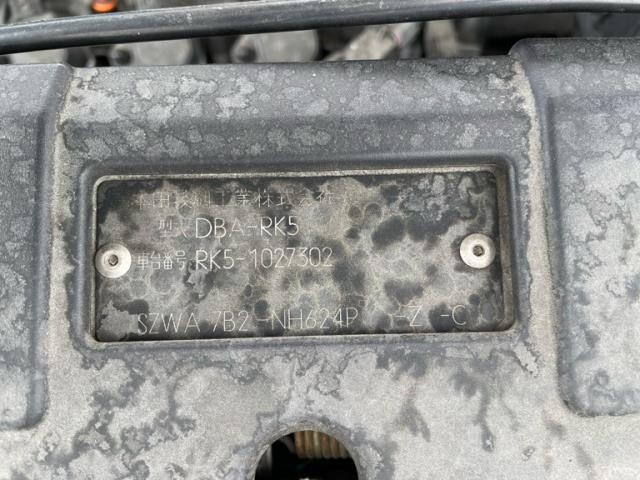 本田技研工業株式会社
型式 DBA-RK5
車台番号 RK5-1027302
SZWA 7B2 -NH624P -Z -C